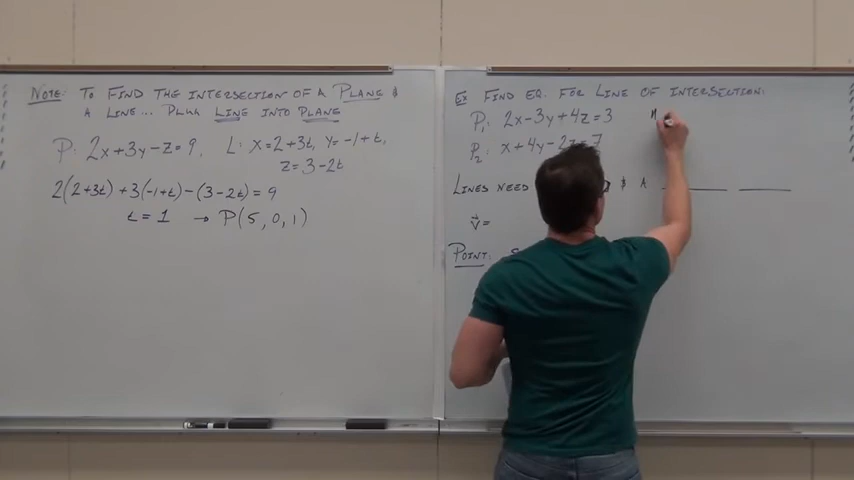 NOTE: TO FIND THE INTERSECTION OF A PLANE &
A LINE... PLUG LINE INTO PLANE
P: 2x+3y-z=9, L: x=2+3t, y=-1+t,
z=3-2t
2(2+3t)+3(-1+t)-(3-2t)=9
t=1 → P(5,0,1)
EX FIND EQ. FOR LINE OF INTERSECTION:
P₁: 2x-3y+4z=3
P₂: x+4y-2z=7
LINES NEED & A
v⃗=
POINT: